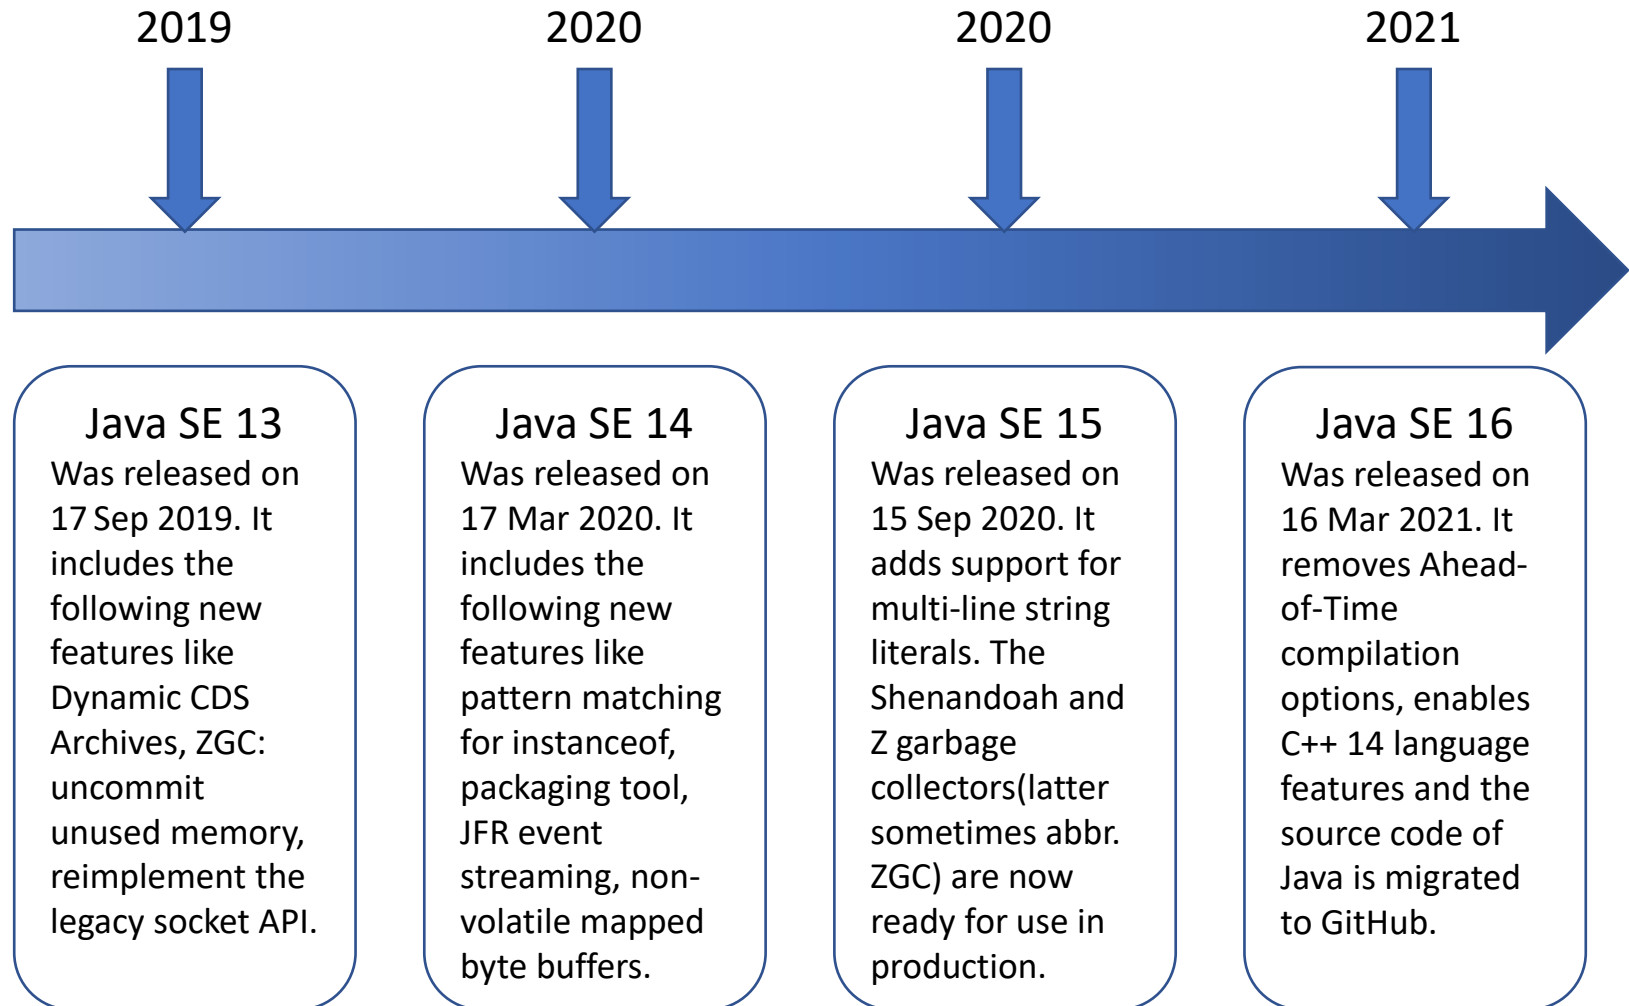 2019
2020
2020
2021
Java SE 13
Was released on
17 Sep 2019. It
includes the
following new
features like
Dynamic CDS
Archives, ZGC:
uncommit
unused memory,
reimplement the
legacy socket API.
Java SE 14
Was released on
17 Mar 2020. It
includes the
following new
features like
pattern matching
for instanceof,
packaging tool,
JFR event
streaming, non-
volatile mapped
byte buffers.
Java SE 15
Was released on
15 Sep 2020. It
adds support for
multi-line string
literals. The
Shenandoah and
Z garbage
collectors(latter
sometimes abbr.
ZGC) are now
ready for use in
production.
Java SE 16
Was released on
16 Mar 2021. It
removes Ahead-
of-Time
compilation
options, enables
C++ 14 language
features and the
source code of
Java is migrated
to GitHub.